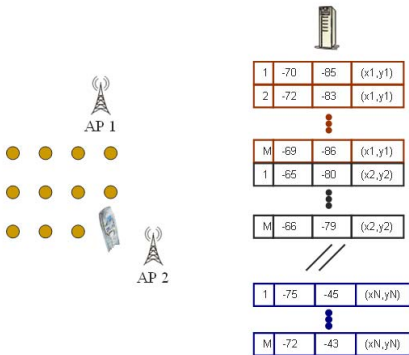 AP 1
AP 2
1 -70 -85 (x1,y1)
2 -72 -83 (x1,y1)
M -69 -86 (x1,y1)
1 -65 -80 (x2,y2)
M -66 -79 (x2,y2)
1 -75 -45 (xN,yN)
M -72 -43 (xN,yN)